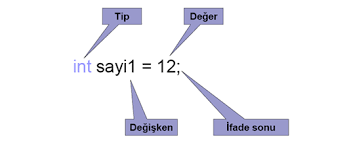 Tip Değer
int sayi1 = 12;
Değişken İfade sonu